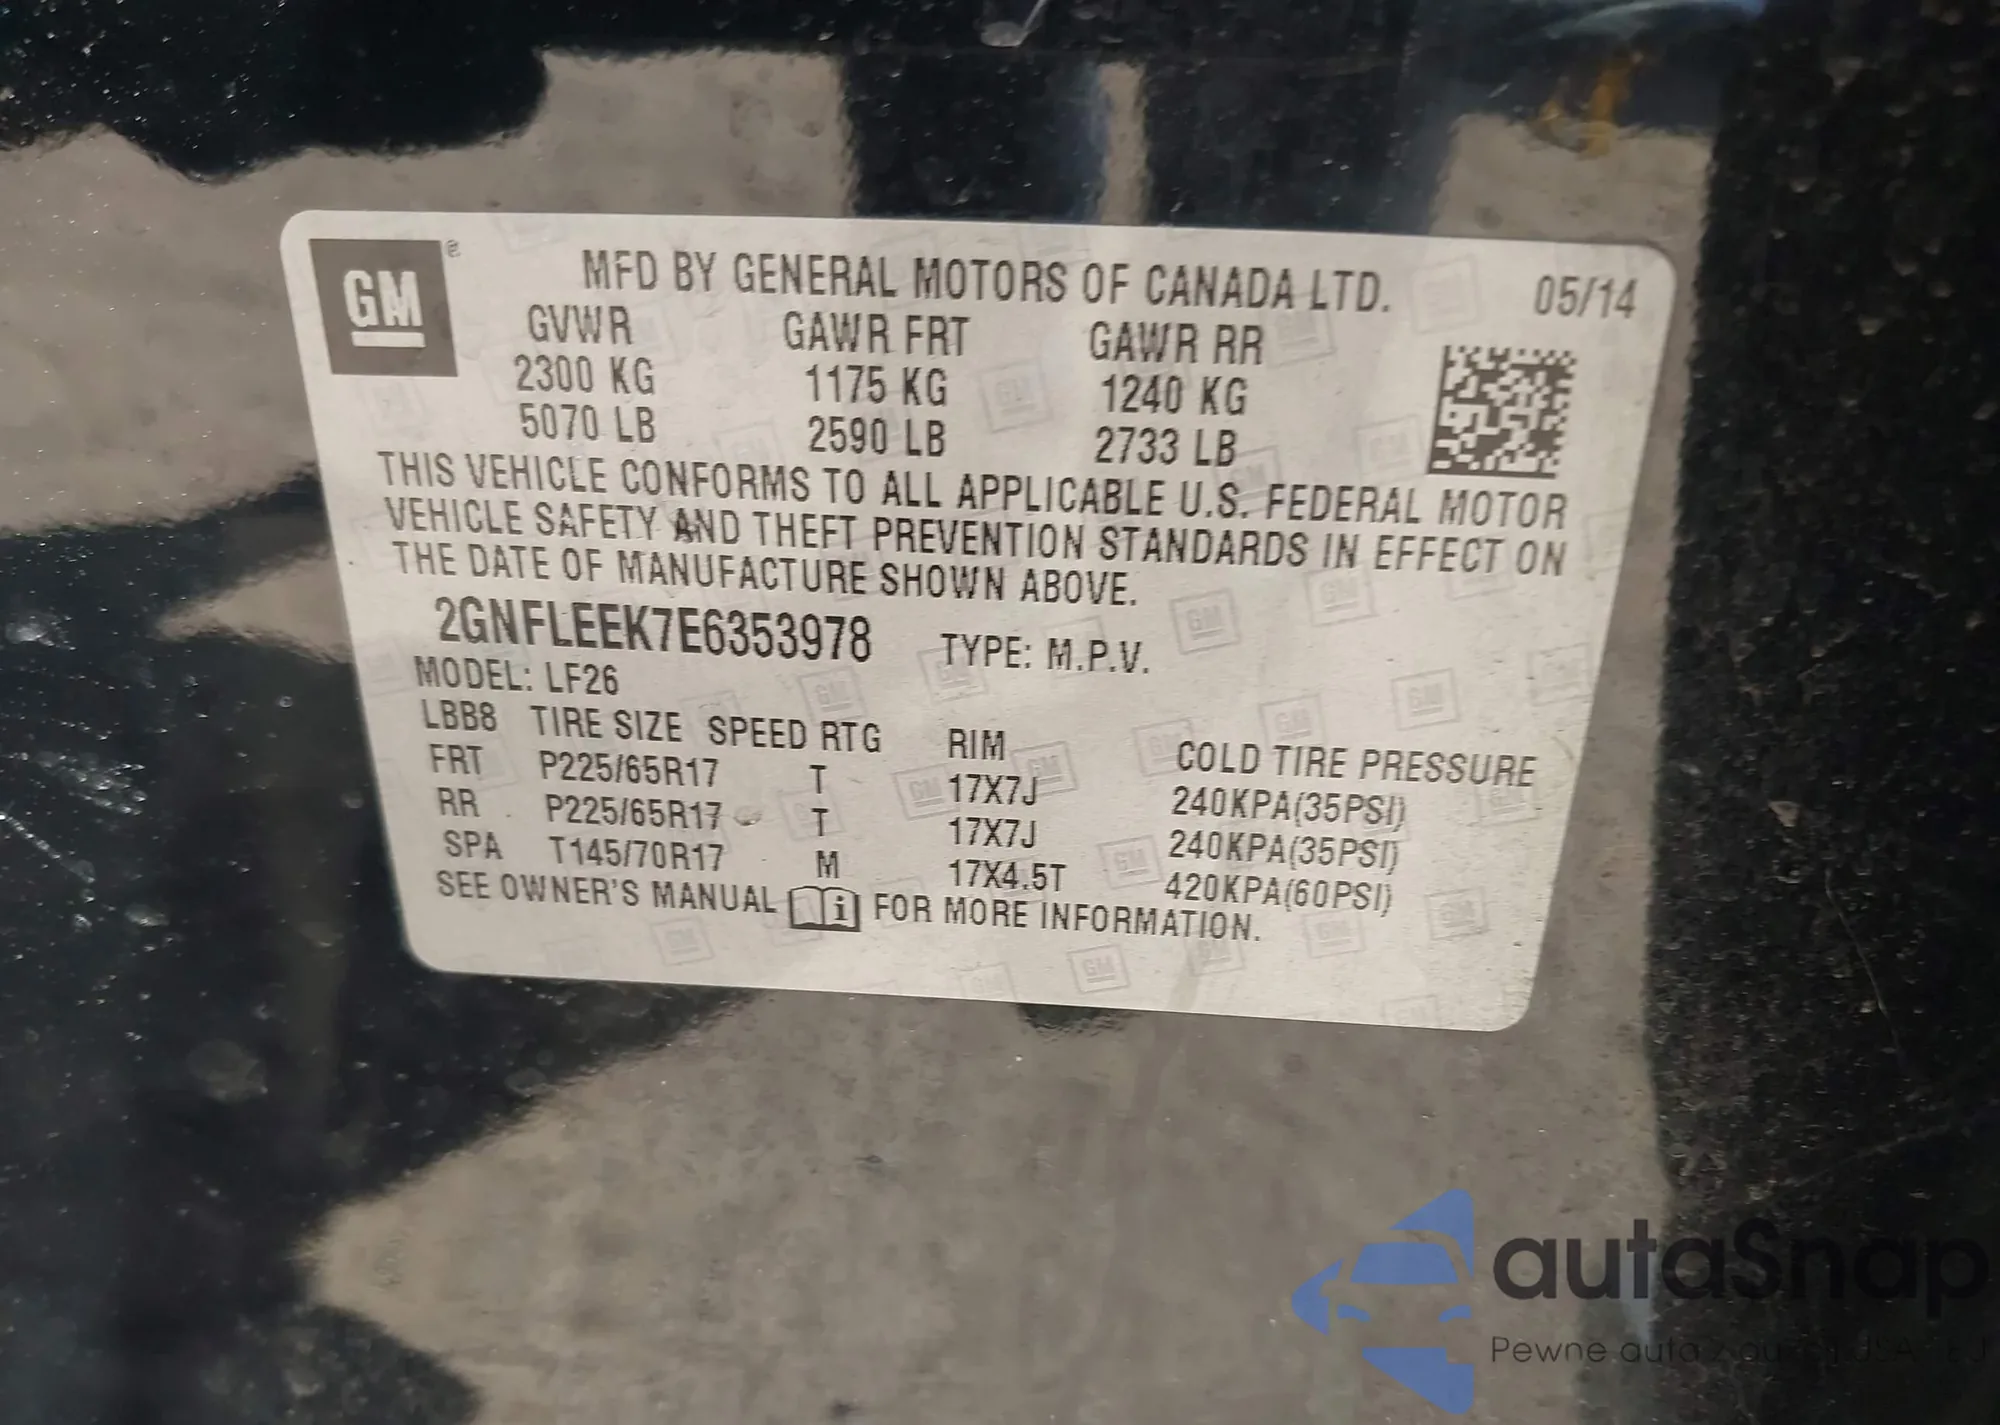 GM ®
MFD BY GENERAL MOTORS OF CANADA LTD. 05/14
GVWR GAWR FRT GAWR RR
2300 KG 1175 KG 1240 KG
5070 LB 2590 LB 2733 LB
THIS VEHICLE CONFORMS TO ALL APPLICABLE U.S. FEDERAL MOTOR
VEHICLE SAFETY AND THEFT PREVENTION STANDARDS IN EFFECT ON
THE DATE OF MANUFACTURE SHOWN ABOVE.
2GNFLEEK7E6353978 TYPE: M.P.V.
MODEL: LF26
LBB8 TIRE SIZE SPEED RTG RIM COLD TIRE PRESSURE
FRT P225/65R17 T 17X7J 240KPA(35PSI)
RR P225/65R17 T 17X7J 240KPA(35PSI)
SPA T145/70R17 M 17X4.5T 420KPA(60PSI)
SEE OWNER'S MANUAL i FOR MORE INFORMATION.
autaSnap
Pewne auta z